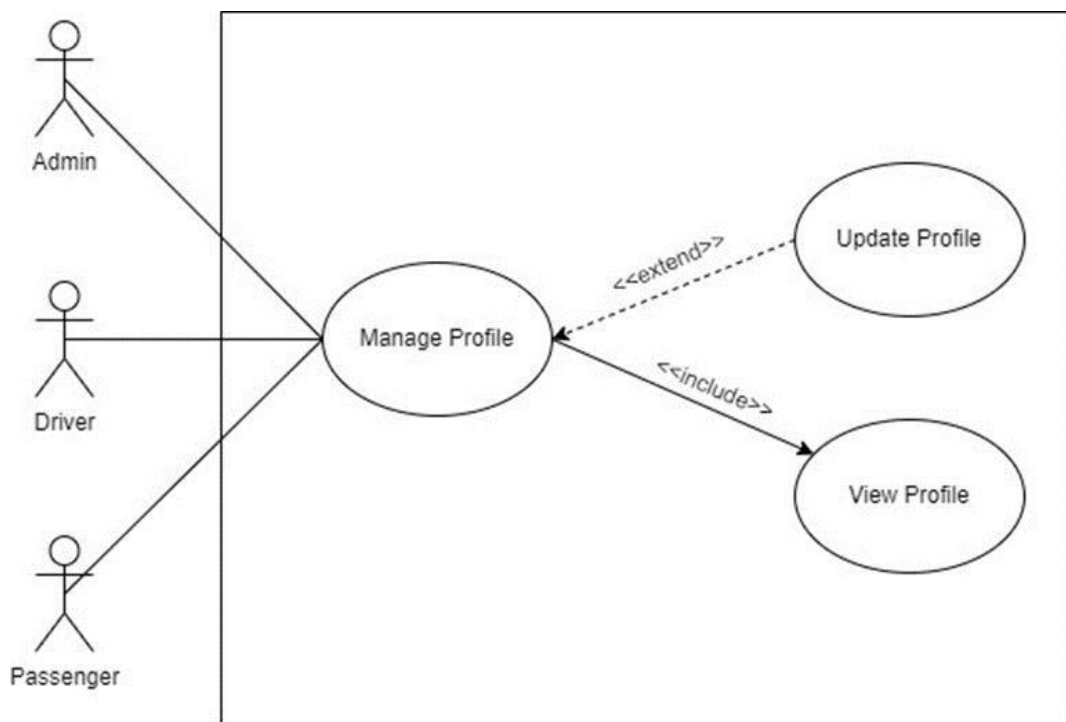 Admin
Update Profile
<<extend>>
Manage Profile
<<include>>
Driver
View Profile
Passenger